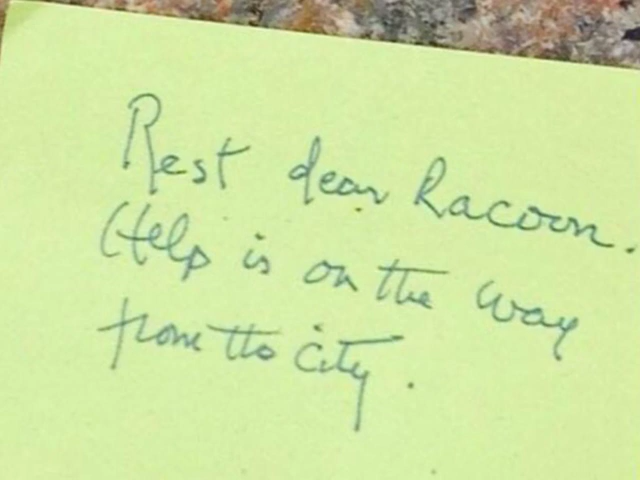 Rest dear Racoon.
Help is on the way
from the city.